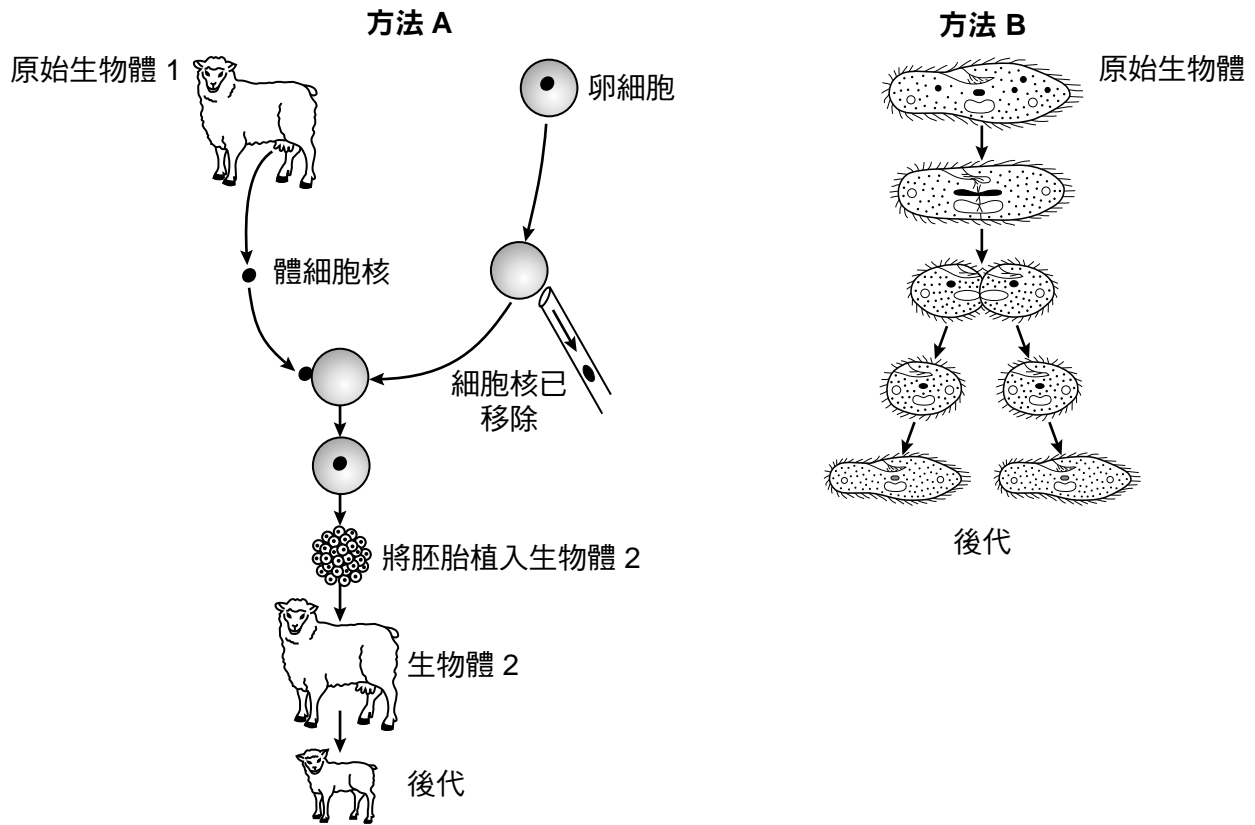 方法 A
原始生物體 1
卵細胞
體細胞核
細胞核已
移除
將胚胎植入生物體 2
生物體 2
後代
方法 B
原始生物體
後代